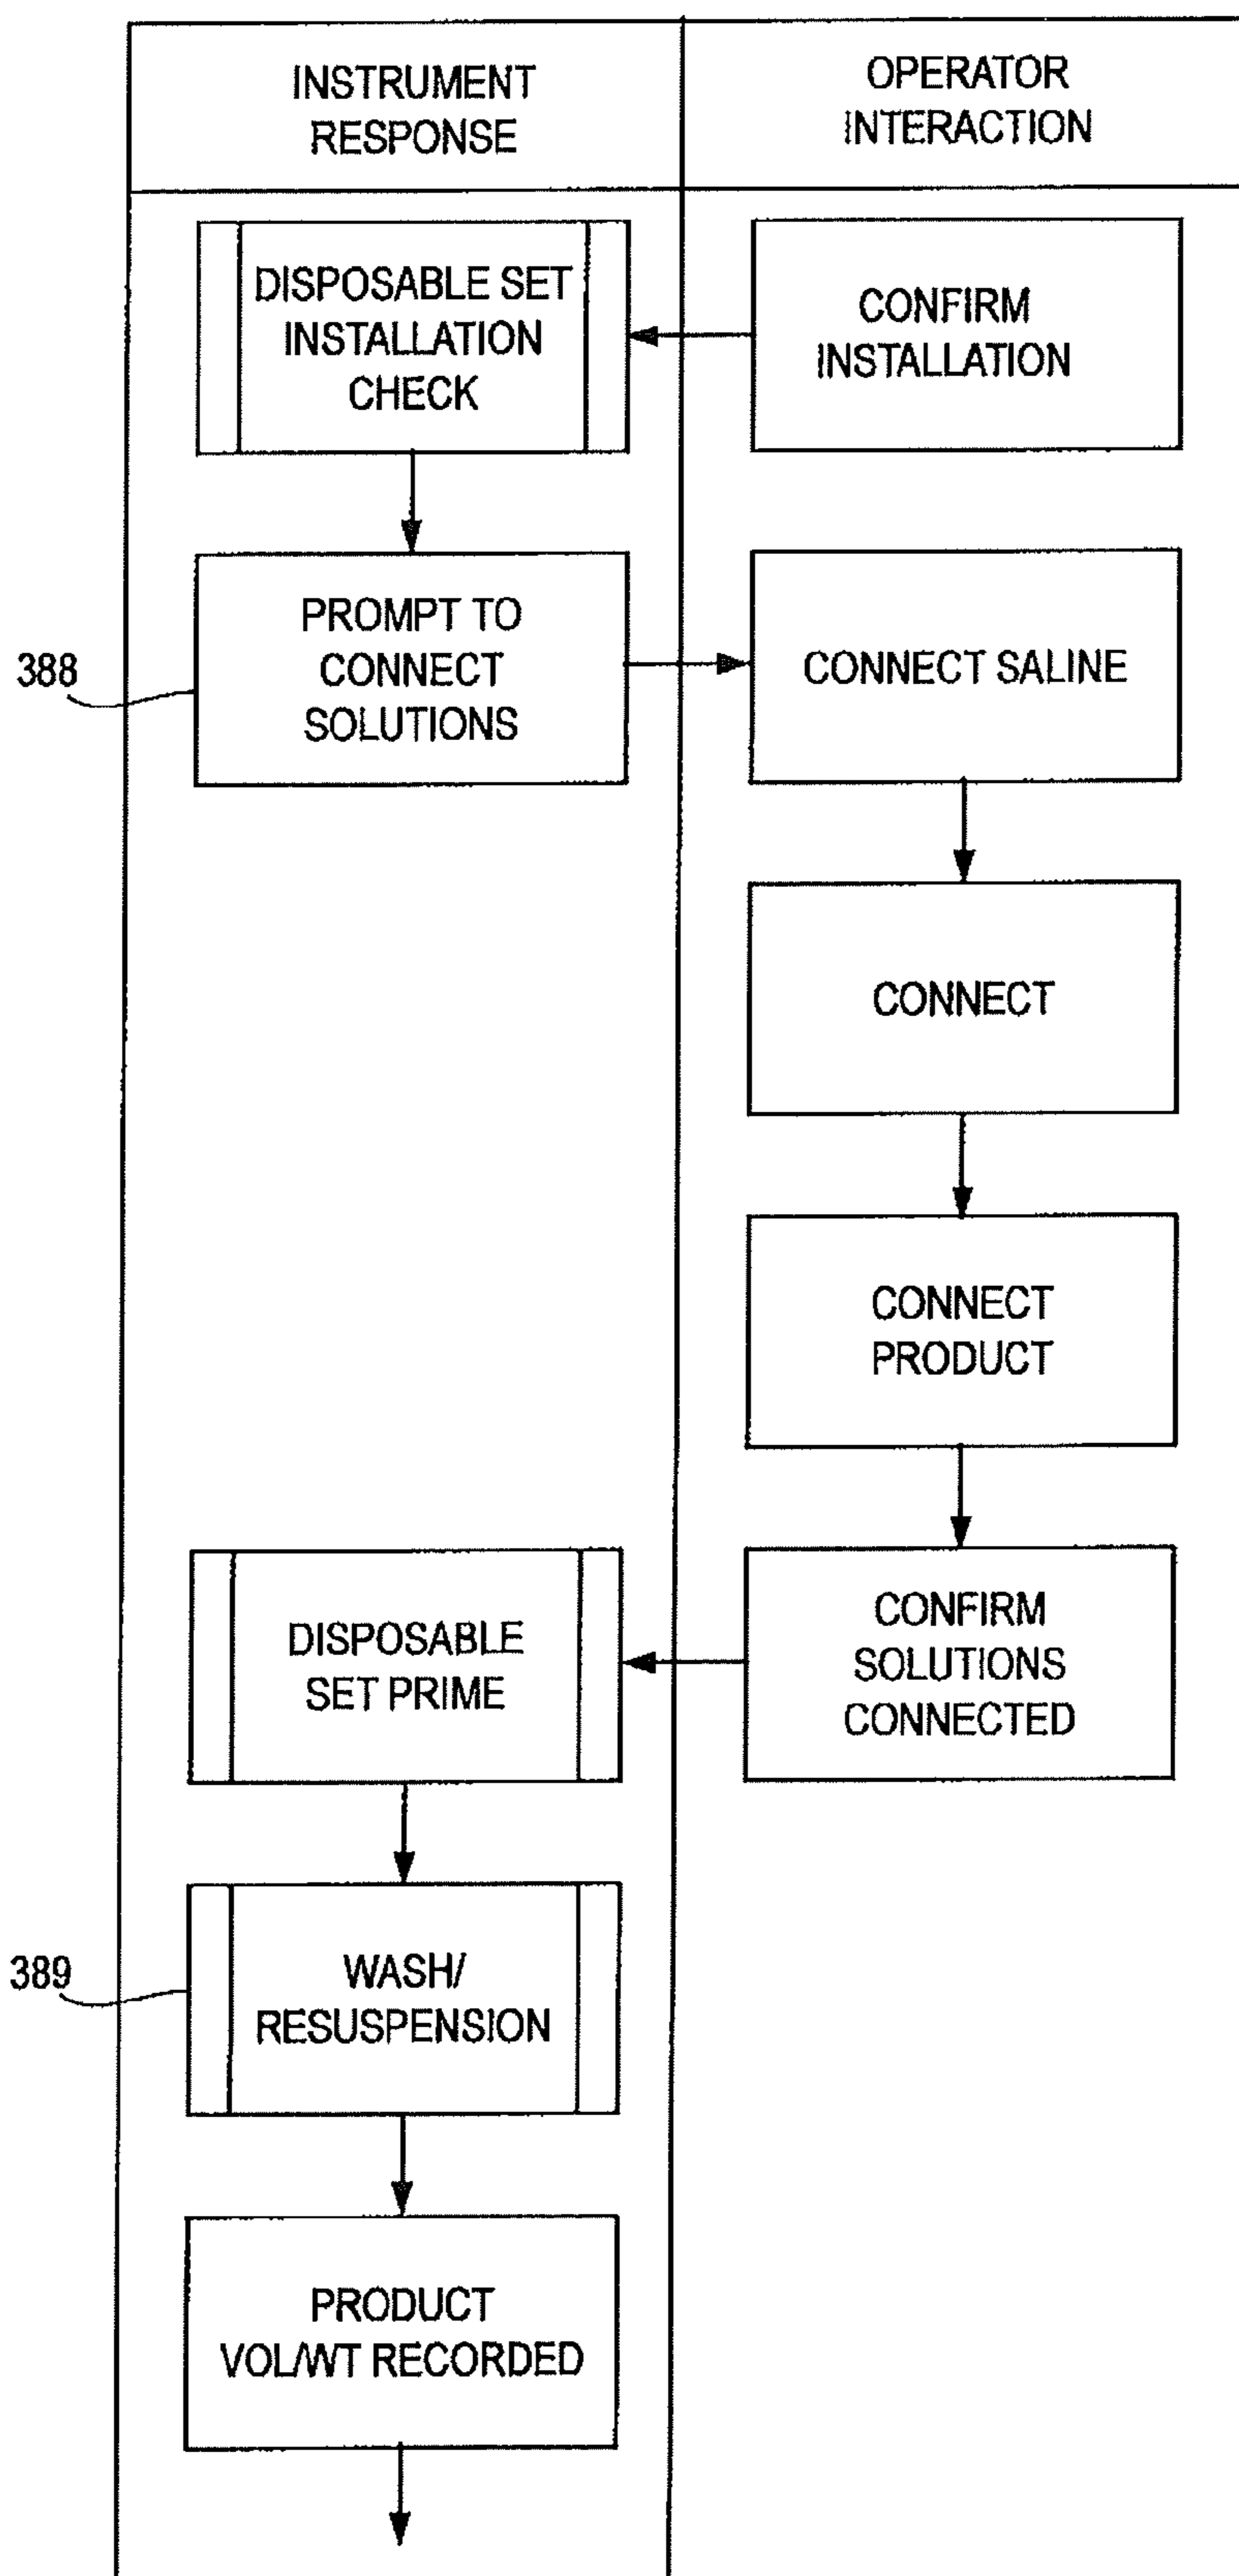 INSTRUMENT
RESPONSE
OPERATOR
INTERACTION
DISPOSABLE SET
INSTALLATION
CHECK
CONFIRM
INSTALLATION
388
PROMPT TO
CONNECT
SOLUTIONS
CONNECT SALINE
CONNECT
CONNECT
PRODUCT
DISPOSABLE
SET PRIME
CONFIRM
SOLUTIONS
CONNECTED
389
WASH/
RESUSPENSION
PRODUCT
VOL/WT RECORDED